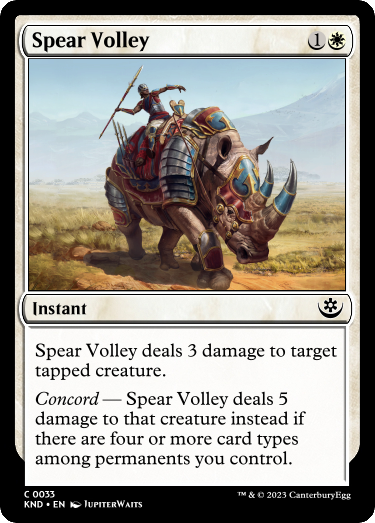 Spear Volley 1
Instant
Spear Volley deals 3 damage to target
tapped creature.
Concord — Spear Volley deals 5
damage to that creature instead if
there are four or more card types
among permanents you control.
C 0033
KND • EN JupiterWaits
™ & © 2023 CanterburyEgg